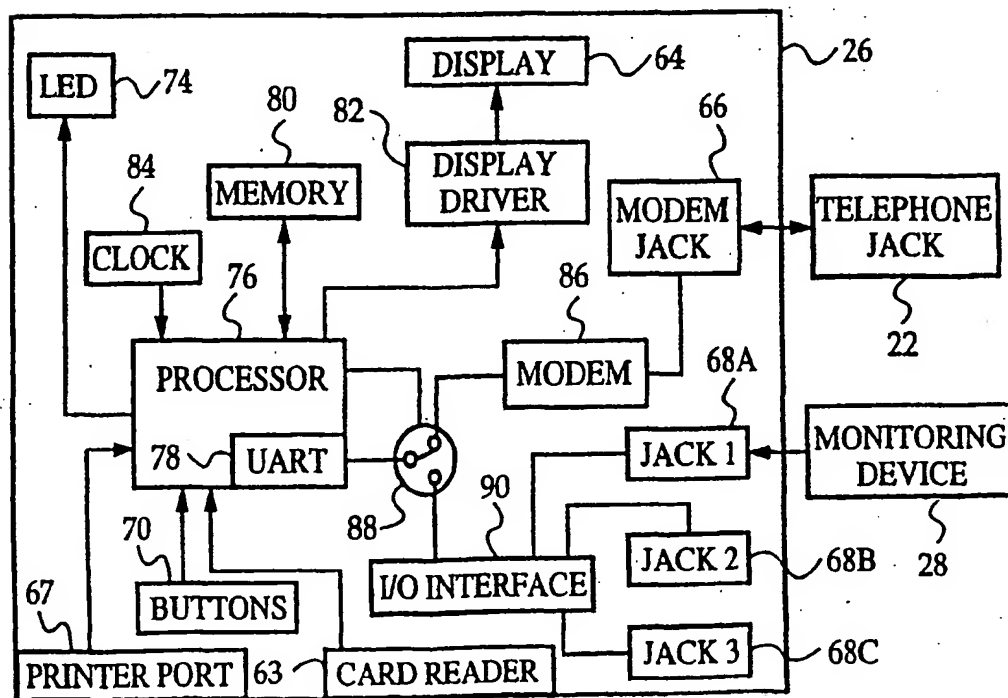 LED
74
DISPLAY
64
26
80
82
DISPLAY
DRIVER
66
84
MEMORY
MODEM
JACK
TELEPHONE
JACK
CLOCK
76
86
22
PROCESSOR
MODEM
68A
78
UART
JACK 1
MONITORING
DEVICE
88
90
70
I/O INTERFACE
JACK 2
68B
28
67
BUTTONS
PRINTER PORT
63
CARD READER
JACK 3
68C